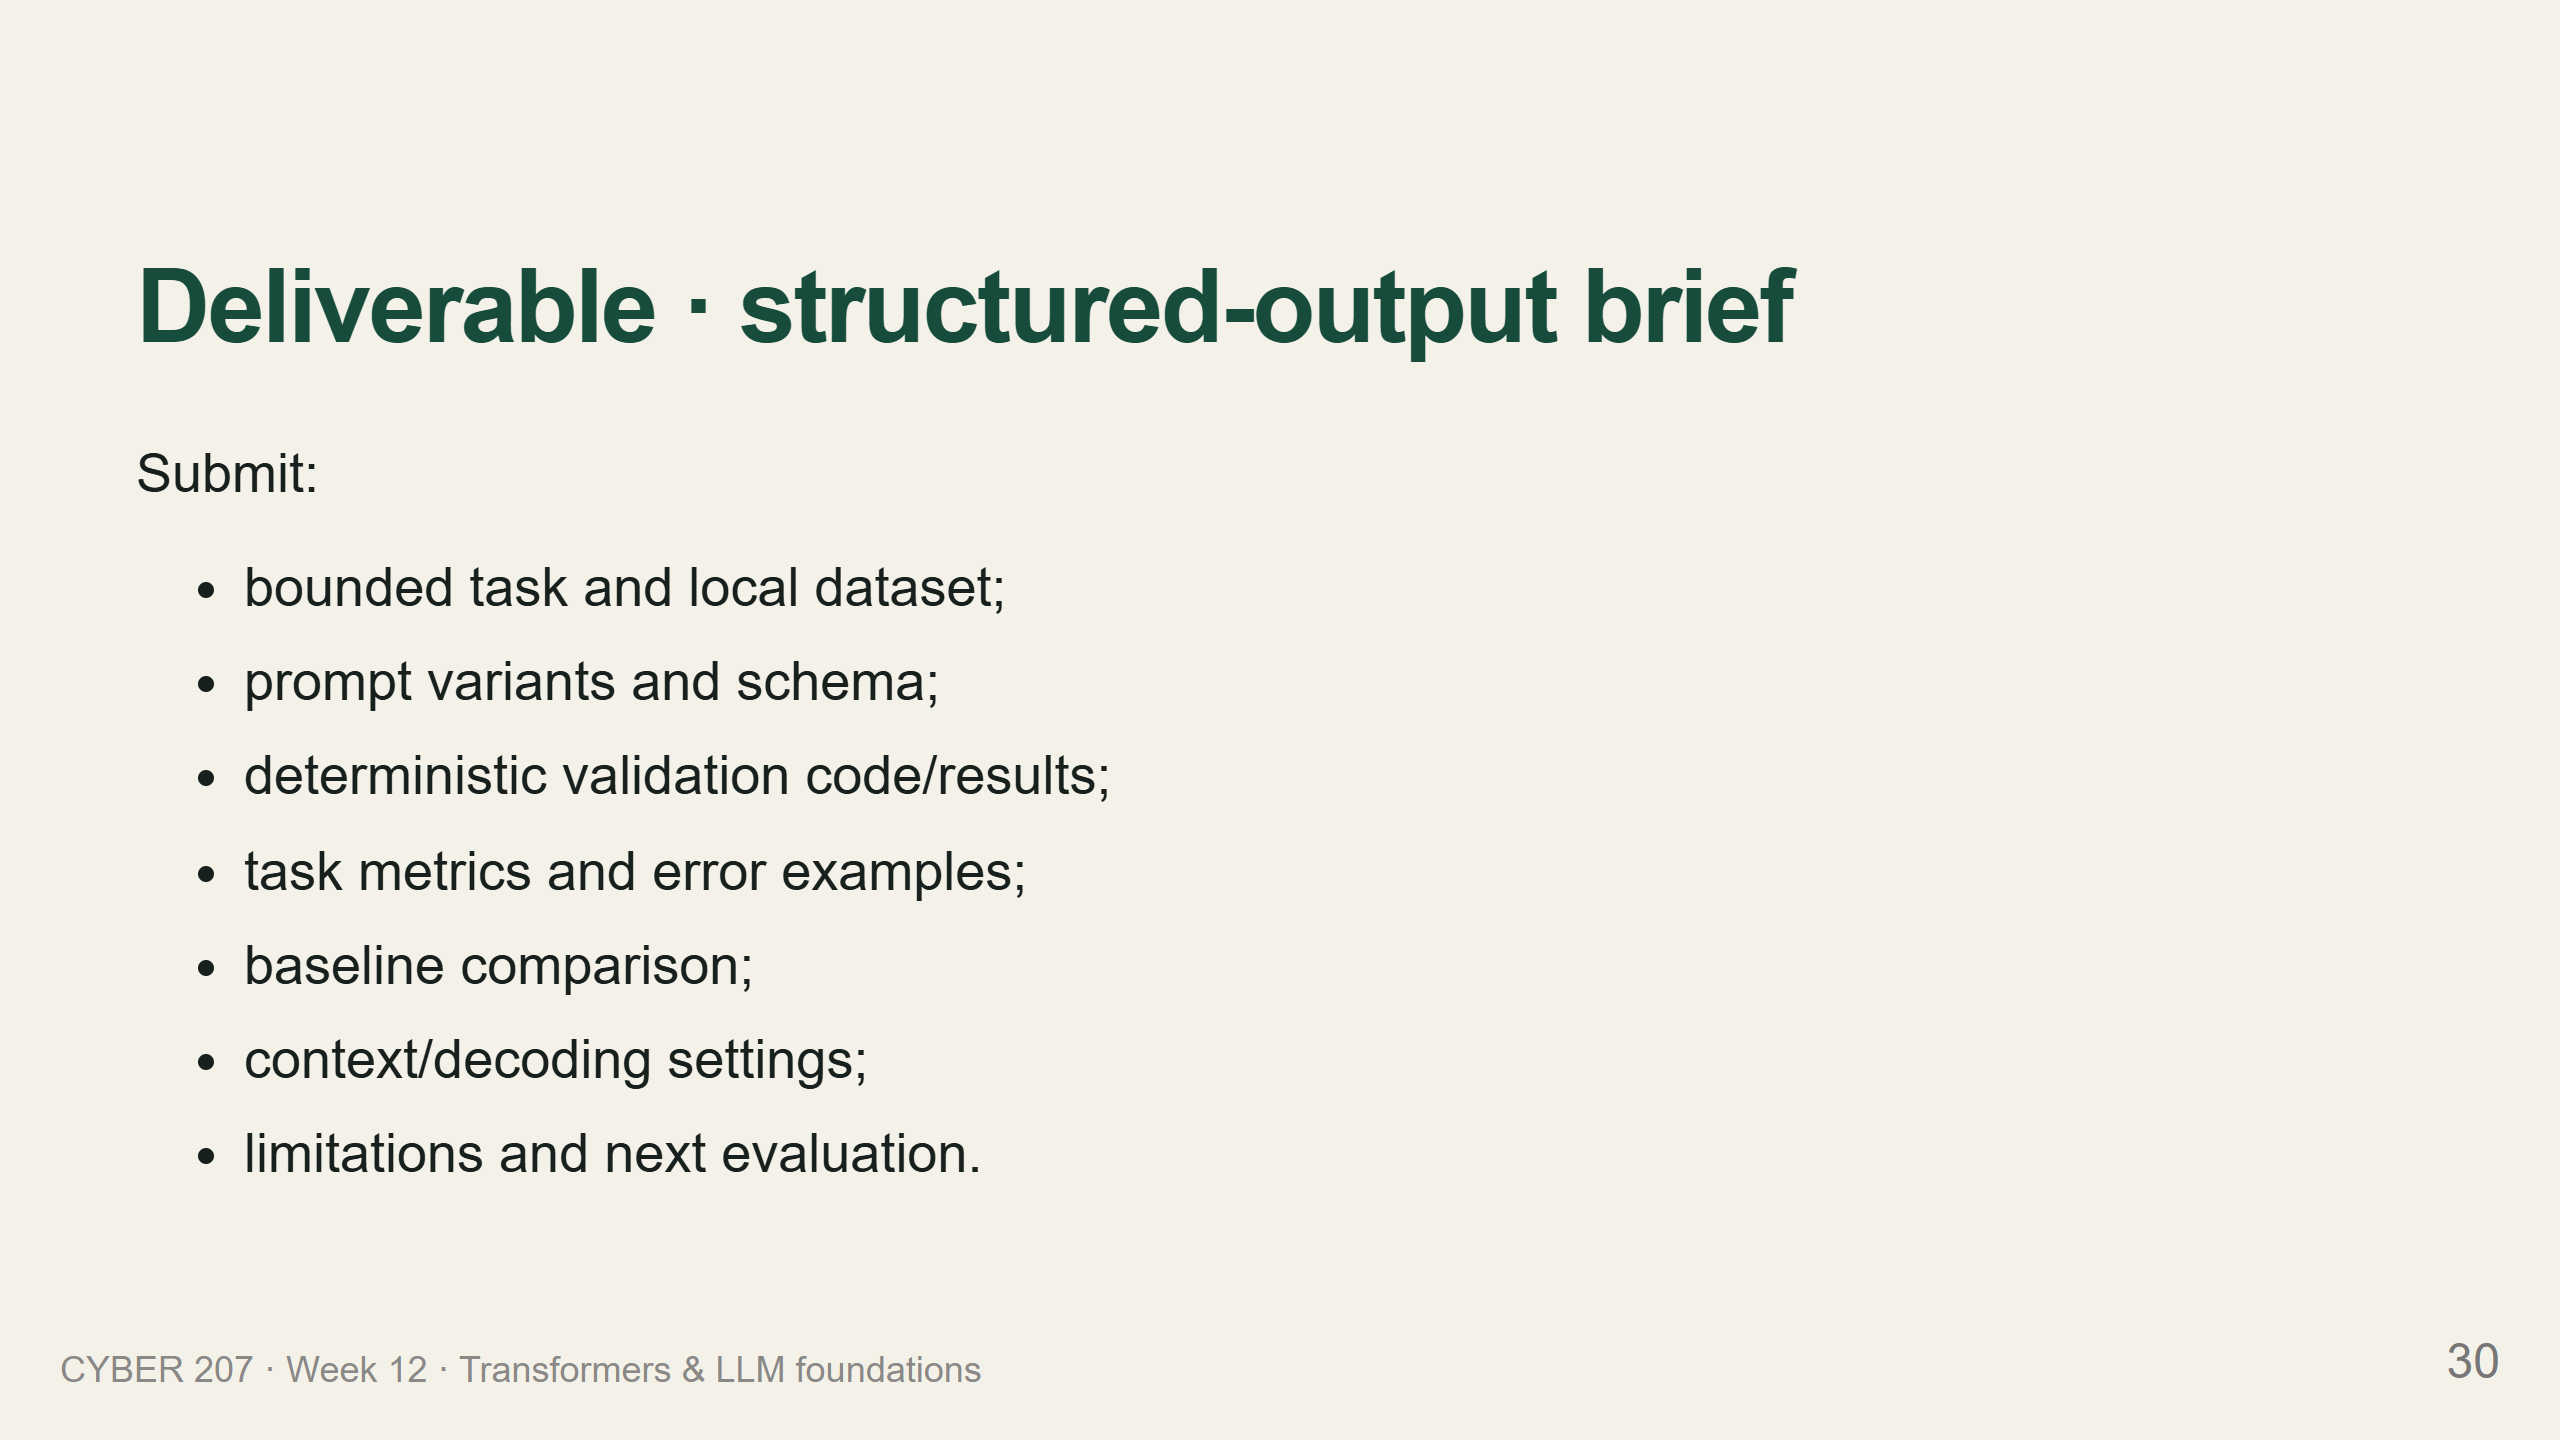 Deliverable · structured-output brief
Submit:
• bounded task and local dataset;
• prompt variants and schema;
• deterministic validation code/results;
• task metrics and error examples;
• baseline comparison;
• context/decoding settings;
• limitations and next evaluation.
CYBER 207 · Week 12 · Transformers & LLM foundations
30